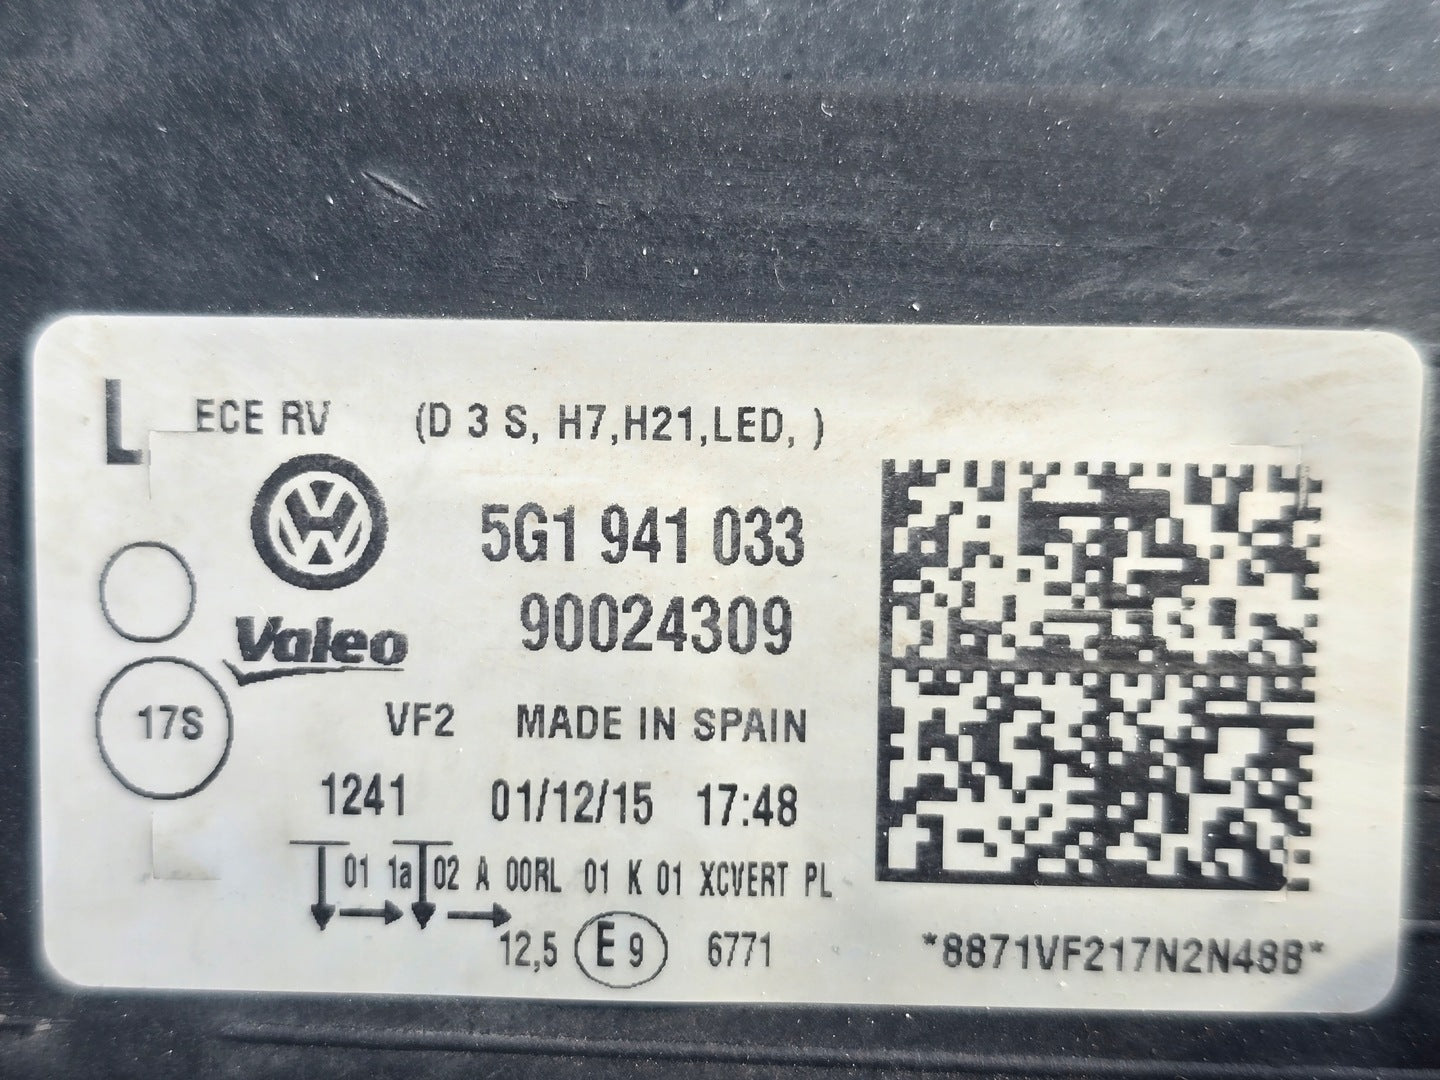 L ECE RV (D 3 S, H7,H21,LED, )
5G1 941 033
Valeo 90024309
17S VF2 MADE IN SPAIN
1241 01/12/15 17:48
01 1a 02 A 00RL 01 K 01 XCVERT PL
12,5 E 9 6771 *8871VF217N2N48B*